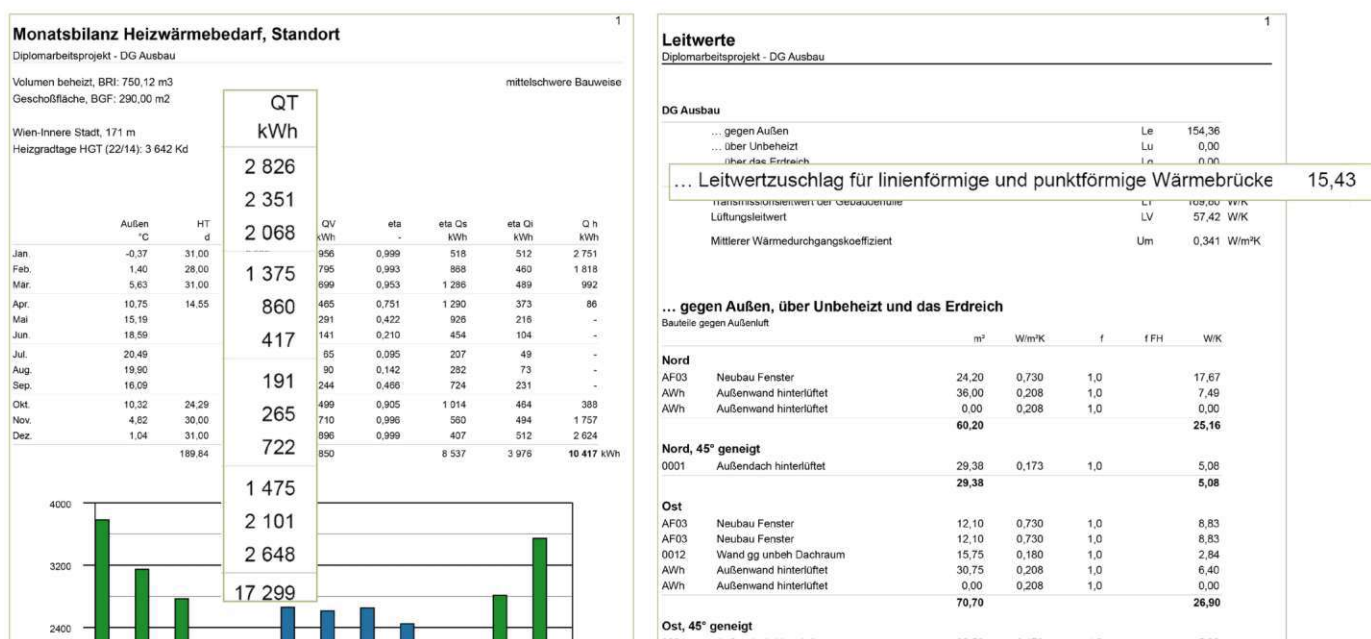 1
Monatsbilanz Heizwärmebedarf, Standort
Diplomarbeitsprojekt - DG Ausbau
Volumen beheizt, BRI: 750,12 m3 mittelschwere Bauweise
Geschoßfläche, BGF: 290,00 m2
Wien-Innere Stadt, 171 m
Heizgradtage HGT (22/14): 3 642 Kd
QT
kWh
2 826
2 351
2 068
1 375
860
417
191
265
722
1 475
2 101
2 648
17 299
Außen HT QV eta eta Qs eta Qi Q h
°C d kWh - kWh kWh kWh
Jan. -0,37 31,00 956 0,999 518 512 2 751
Feb. 1,40 28,00 795 0,993 868 460 1 818
Mär. 5,63 31,00 699 0,953 1 286 489 992
Apr. 10,75 14,55 465 0,751 1 290 373 86
Mai 15,19 291 0,422 926 216 -
Jun. 18,59 141 0,210 454 104 -
Jul. 20,49 65 0,095 207 49 -
Aug. 19,90 90 0,142 282 73 -
Sep. 16,09 244 0,466 724 231 -
Okt. 10,32 24,29 499 0,905 1 014 464 388
Nov. 4,82 30,00 710 0,996 560 494 1 757
Dez. 1,04 31,00 896 0,999 407 512 2 624
189,84 850 8 537 3 976 10 417 kWh
4000
3200
2400
1
Leitwerte
Diplomarbeitsprojekt - DG Ausbau
DG Ausbau
... gegen Außen Le 154,36
... über Unbeheizt Lu 0,00
... über das Erdreich Lg 0,00
... Leitwertzuschlag für linienförmige und punktförmige Wärmebrücke 15,43
Transmissionsleitwert der Gebäudehülle LT 169,80 W/K
Lüftungsleitwert LV 57,42 W/K
Mittlerer Wärmedurchgangskoeffizient Um 0,341 W/m²K
... gegen Außen, über Unbeheizt und das Erdreich
Bauteile gegen Außenluft
m² W/m²K f f FH W/K
Nord
AF03 Neubau Fenster 24,20 0,730 1,0 17,67
AWh Außenwand hinterlüftet 36,00 0,208 1,0 7,49
AWh Außenwand hinterlüftet 0,00 0,208 1,0 0,00
60,20 25,16
Nord, 45° geneigt
0001 Außendach hinterlüftet 29,38 0,173 1,0 5,08
29,38 5,08
Ost
AF03 Neubau Fenster 12,10 0,730 1,0 8,83
AF03 Neubau Fenster 12,10 0,730 1,0 8,83
0012 Wand gg unbeh Dachraum 15,75 0,180 1,0 2,84
AWh Außenwand hinterlüftet 30,75 0,208 1,0 6,40
AWh Außenwand hinterlüftet 0,00 0,208 1,0 0,00
70,70 26,90
Ost, 45° geneigt